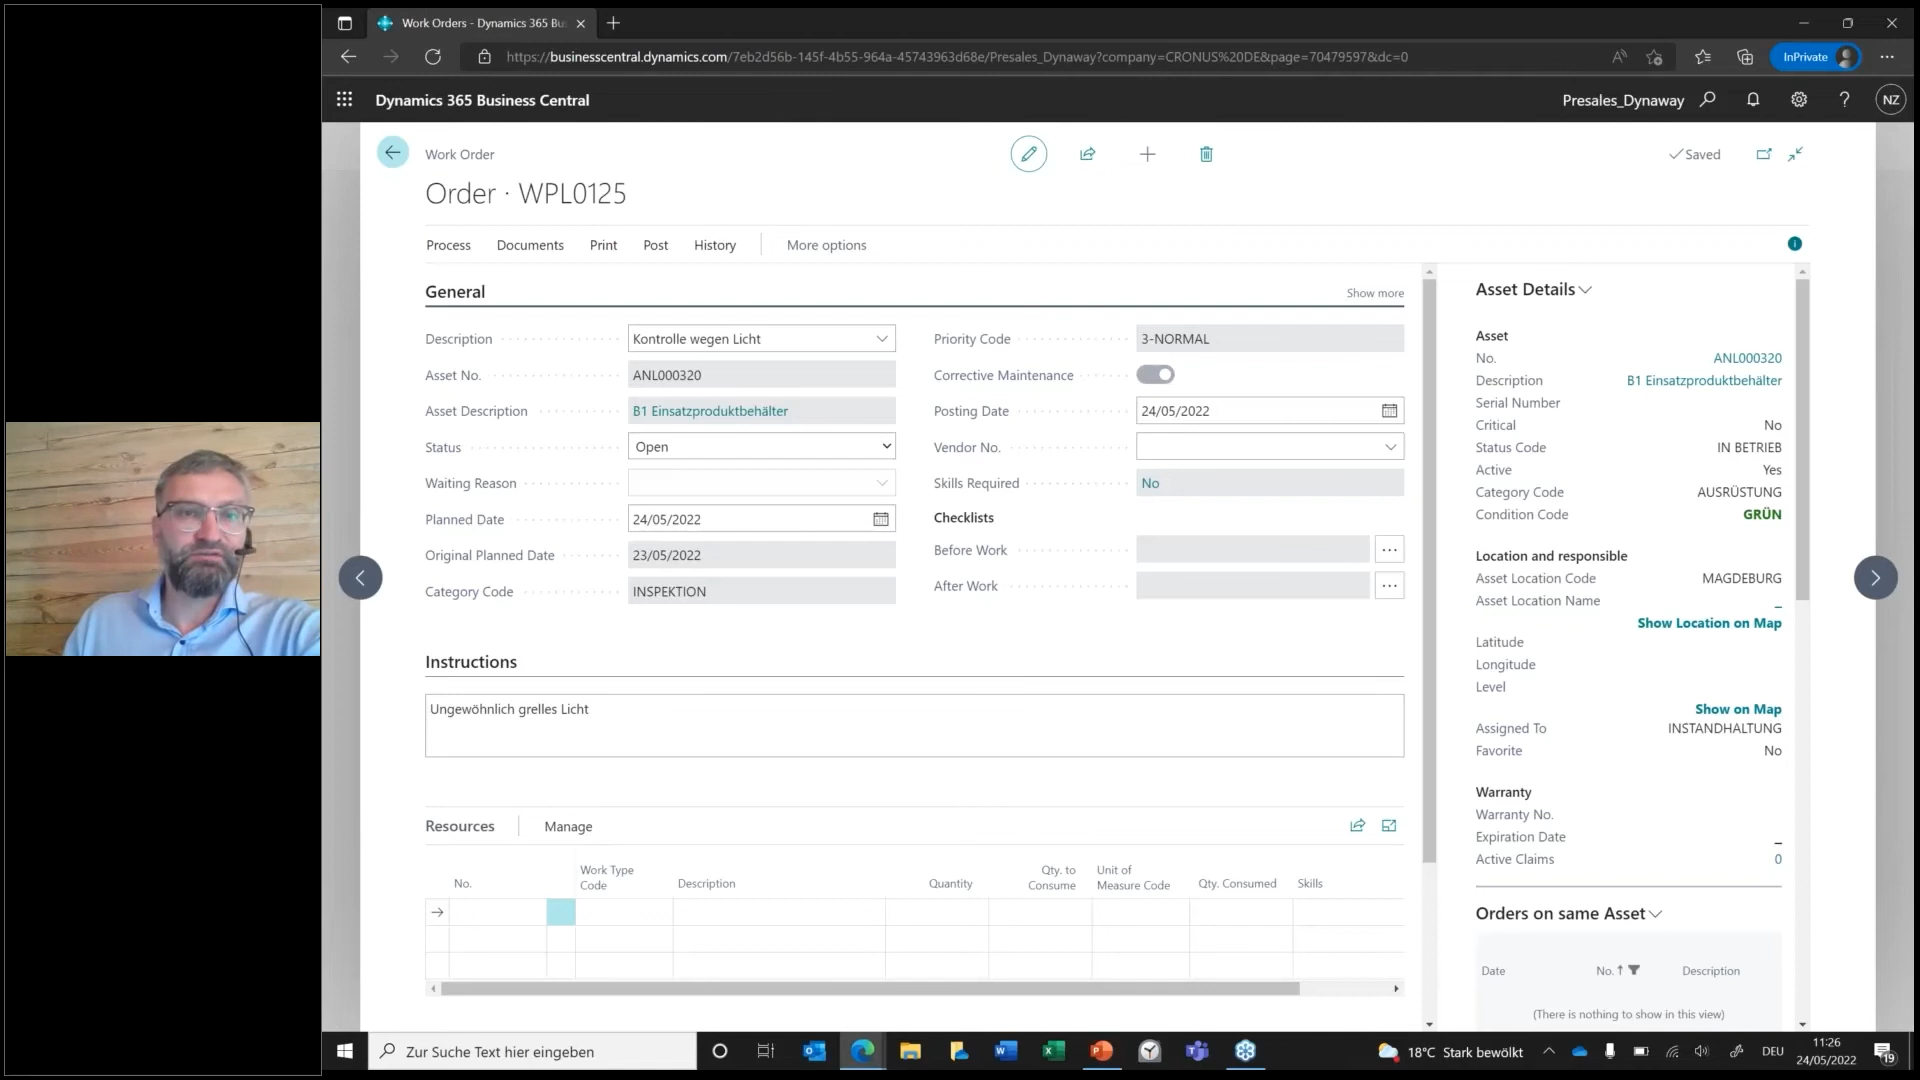 Work Orders - Dynamics 365 Bu
https://businesscentral.dynamics.com/7eb2d56b-145f-4b55-964a-45743963d68e/Presales_Dynaway?company=CRONUS%20DE&page=70479597&dc=0
InPrivate
Dynamics 365 Business Central
Presales_Dynaway
NZ
Work Order
Saved
Order · WPL0125
Process Documents Print Post History More options
General
Show more
Description Kontrolle wegen Licht
Asset No. ANL000320
Asset Description B1 Einsatzproduktbehälter
Status Open
Waiting Reason
Planned Date 24/05/2022
Original Planned Date 23/05/2022
Category Code INSPEKTION
Priority Code 3-NORMAL
Corrective Maintenance
Posting Date 24/05/2022
Vendor No.
Skills Required No
Checklists
Before Work
After Work
Instructions
Ungewöhnlich grelles Licht
Resources Manage
No.
Work Type Code
Description
Quantity
Qty. to Consume
Unit of Measure Code
Qty. Consumed
Skills
Asset Details
Asset
No. ANL000320
Description B1 Einsatzproduktbehälter
Serial Number
Critical No
Status Code IN BETRIEB
Active Yes
Category Code AUSRÜSTUNG
Condition Code GRÜN
Location and responsible
Asset Location Code MAGDEBURG
Asset Location Name _
Show Location on Map
Latitude
Longitude
Level
Show on Map
Assigned To INSTANDHALTUNG
Favorite No
Warranty
Warranty No.
Expiration Date _
Active Claims 0
Orders on same Asset
Date No. Description
(There is nothing to show in this view)
Zur Suche Text hier eingeben
18°C Stark bewölkt
DEU
11:26
24/05/2022
19